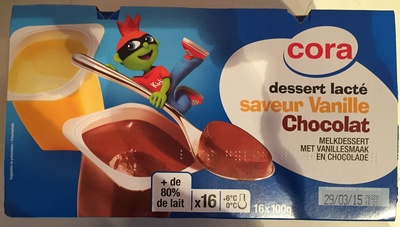 cora
dessert lacté
saveur Vanille
Chocolat
MELKDESSERT
MET VANILLESMAAK
EN CHOCOLADE
+ de
80%
de lait
x16
+6°C
0°C
16x100g
29/03/15